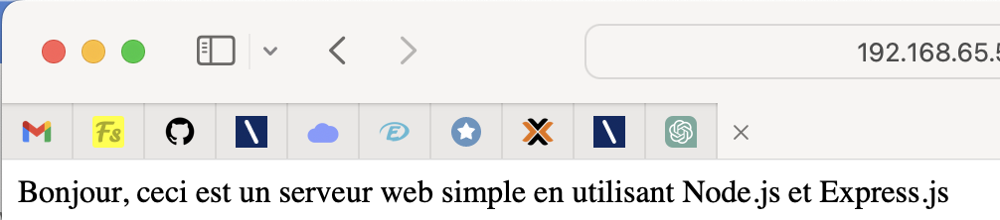 192.168.65.5
Fs
Bonjour, ceci est un serveur web simple en utilisant Node.js et Express.js